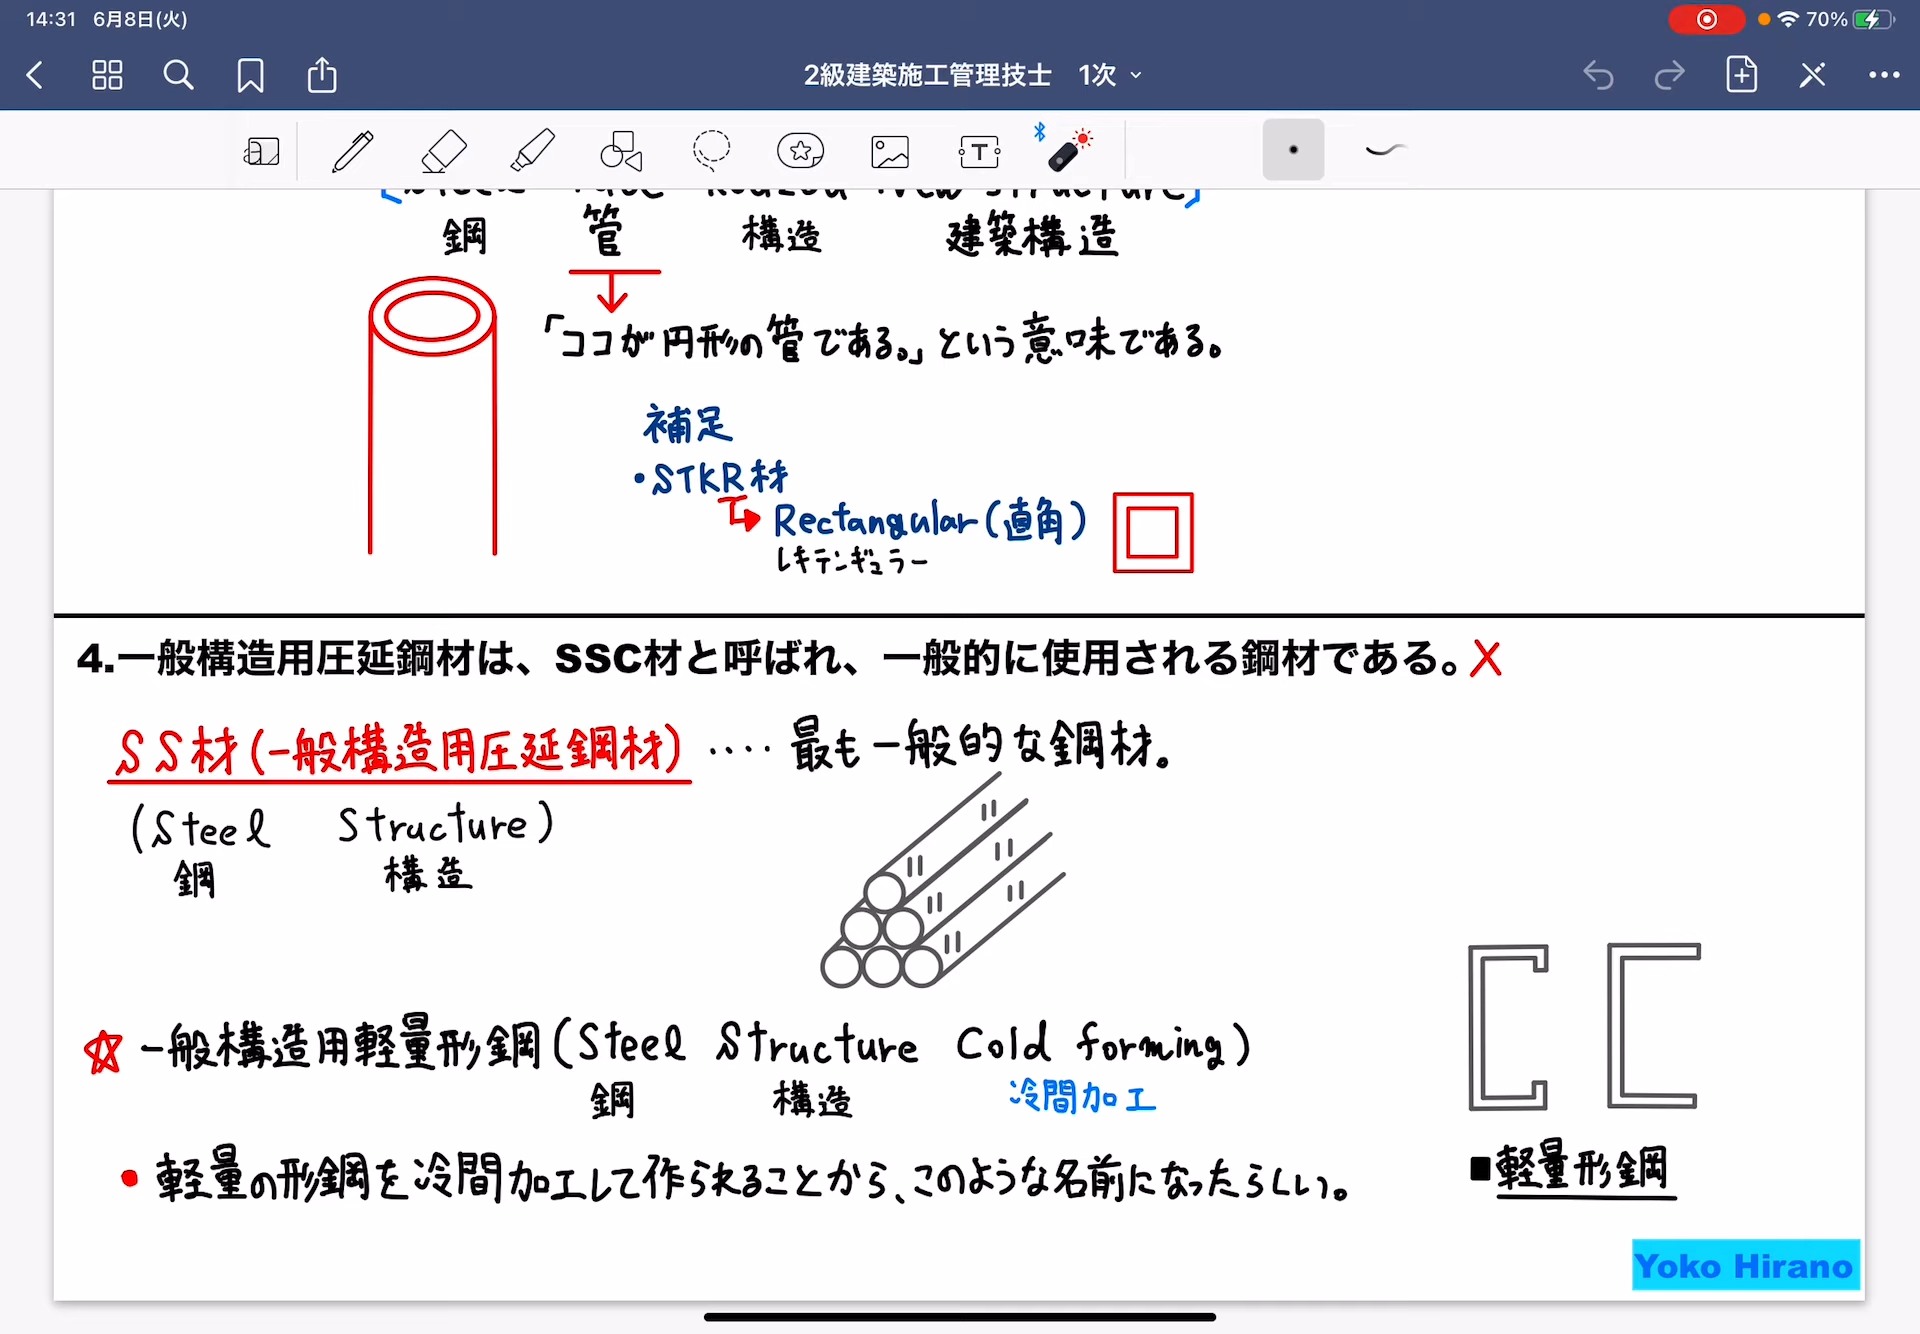 14:31 6月8日(火)
70%
2級建築施工管理技士 1次
T
Structure
鋼 管 構造 建築構造
「ココが円形の管である。」という意味である。
補足
・STKR材
Rectangular(直角)
レキテンギュラー
4.一般構造用圧延鋼材は、SSC材と呼ばれ、一般的に使用される鋼材である。X
SS材(一般構造用圧延鋼材) ‥‥ 最も一般的な鋼材。
(Steel Structure)
鋼 構造
☆ 一般構造用軽量形鋼(Steel Structure Cold forming)
鋼 構造 冷間加工
• 軽量の形鋼を冷間加工して作られることから、このような名前になったらしい。
■軽量形鋼
Yoko Hirano